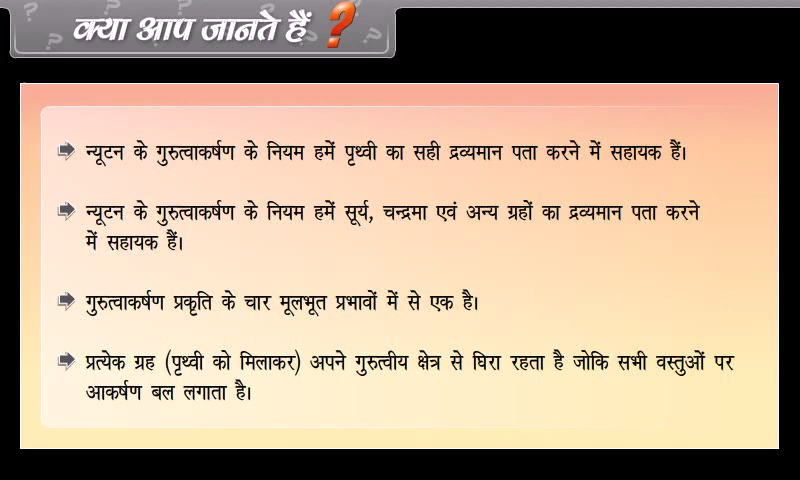 क्या आप जानते हैं ?
न्यूटन के गुरुत्वाकर्षण के नियम हमें पृथ्वी का सही द्रव्यमान पता करने में सहायक हैं।
न्यूटन के गुरुत्वाकर्षण के नियम हमें सूर्य, चन्द्रमा एवं अन्य ग्रहों का द्रव्यमान पता करने
में सहायक हैं।
गुरुत्वाकर्षण प्रकृति के चार मूलभूत प्रभावों में से एक है।
प्रत्येक ग्रह (पृथ्वी को मिलाकर) अपने गुरुत्वीय क्षेत्र से घिरा रहता है जोकि सभी वस्तुओं पर
आकर्षण बल लगाता है।